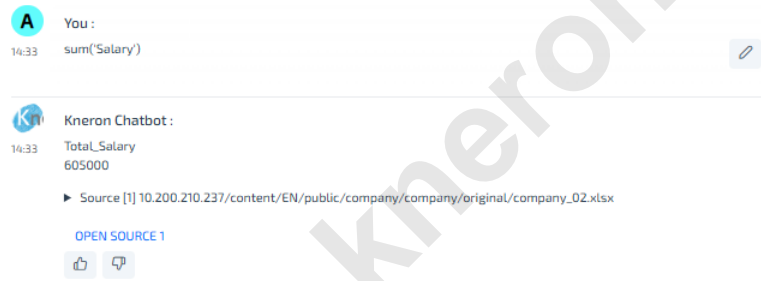 A
You :
14:33
sum('Salary')
Kn
Kneron Chatbot :
14:33
Total_Salary
605000
▶ Source [1] 10.200.210.237/content/EN/public/company/company/original/company_02.xlsx
OPEN SOURCE 1
kneron